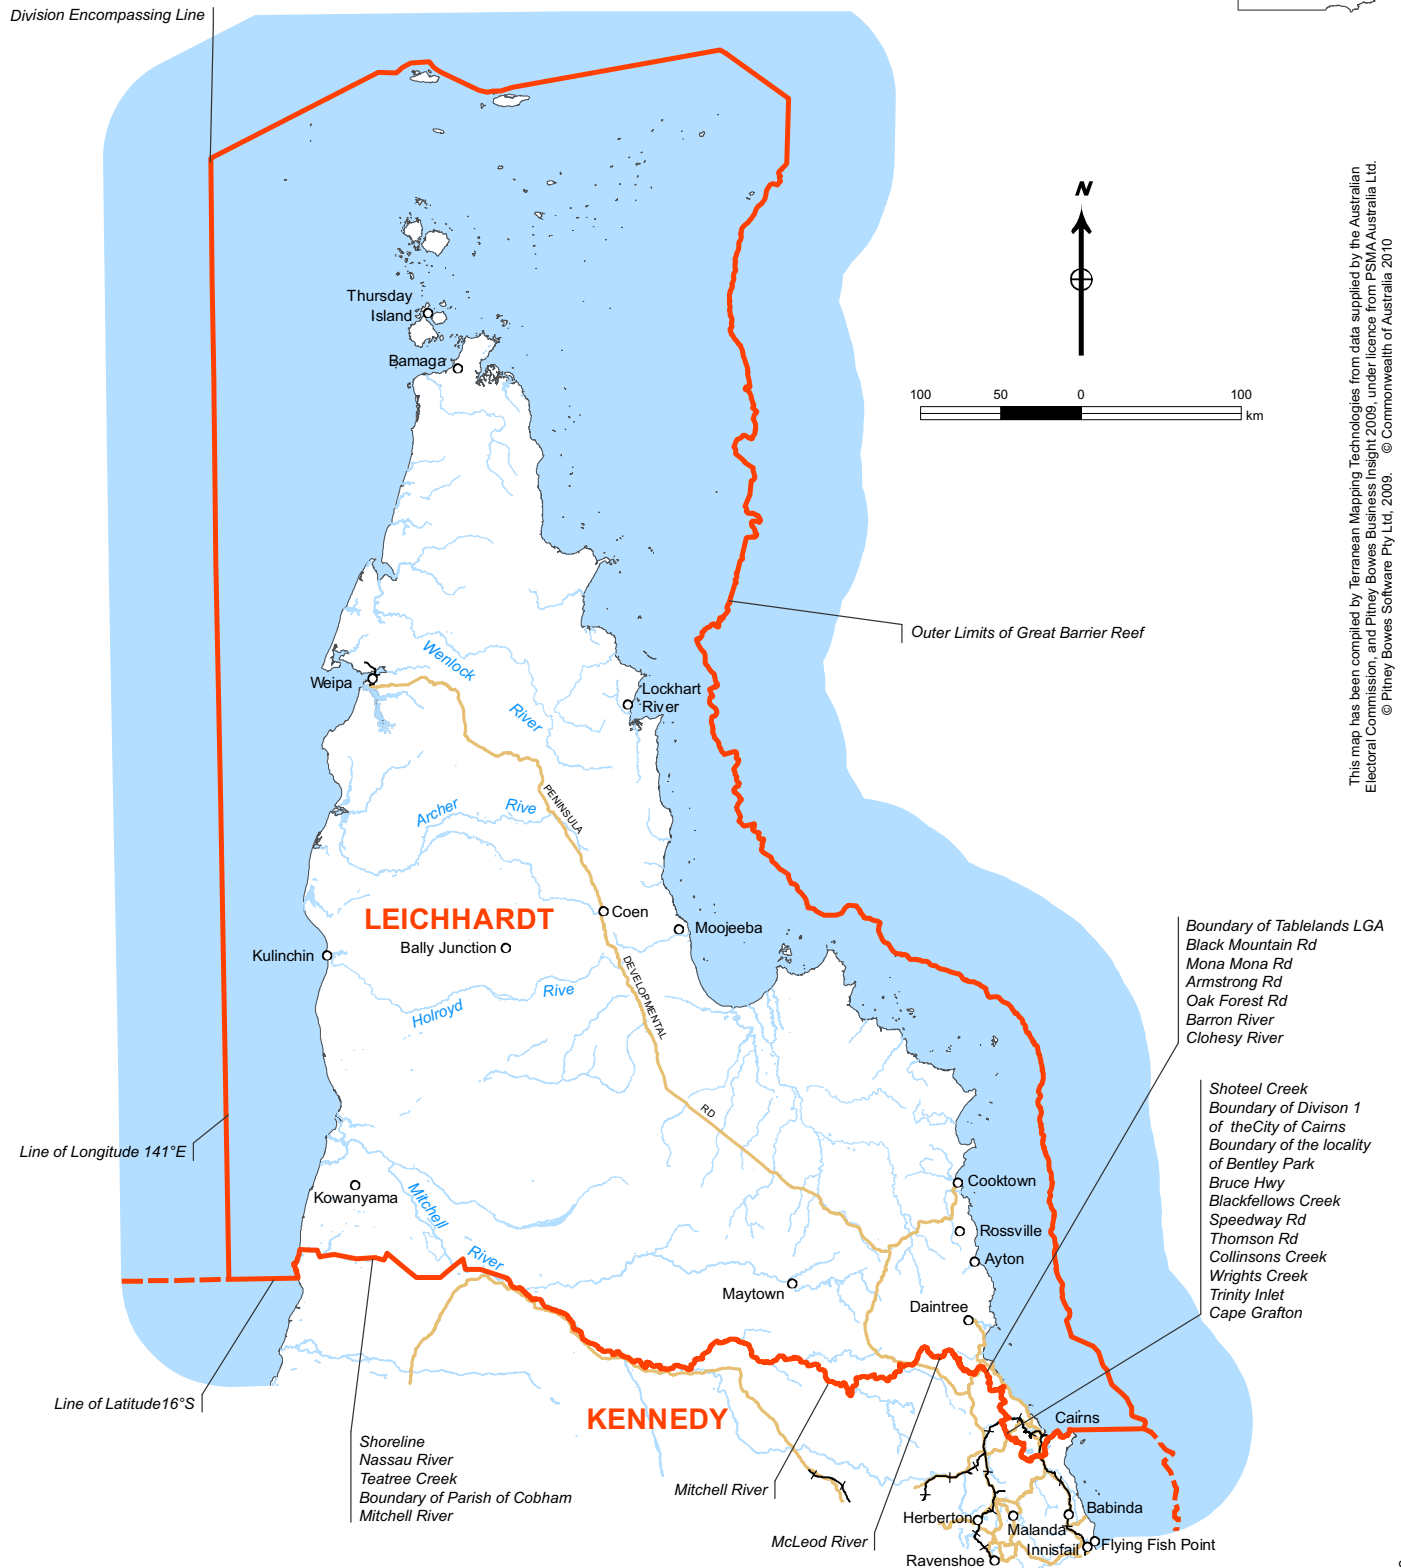 Division Encompassing Line
N
100 50 0 100
km
This map has been compiled by Terranean Mapping Technologies from data supplied by the Australian
Electoral Commission, and Pitney Bowes Business Insight 2009, under licence from PSMA Australia Ltd.
© Pitney Bowes Software Pty Ltd, 2009. © Commonwealth of Australia 2010
Thursday
Island
Bamaga
Outer Limits of Great Barrier Reef
Wenlock
River
Weipa
Lockhart
River
PENINSULA
Archer
Rive
LEICHHARDT
Coen
Moojeeba
Bally Junction
Kulinchin
DEVELOPMENTAL
Holroyd
Rive
Boundary of Tablelands LGA
Black Mountain Rd
Mona Mona Rd
Armstrong Rd
Oak Forest Rd
Barron River
Clohesy River
Shoteel Creek
Boundary of Divison 1
of theCity of Cairns
Boundary of the locality
of Bentley Park
Bruce Hwy
Blackfellows Creek
Speedway Rd
Thomson Rd
Collinsons Creek
Wrights Creek
Trinity Inlet
Cape Grafton
RD
Line of Longitude 141°E
Kowanyama
Mitchell
River
Cooktown
Rossville
Ayton
Maytown
Daintree
Line of Latitude16°S
KENNEDY
Cairns
Shoreline
Nassau River
Teatree Creek
Boundary of Parish of Cobham
Mitchell River
Mitchell River
McLeod River
Herberton
Malanda
Babinda
Innisfail
Flying Fish Point
Ravenshoe